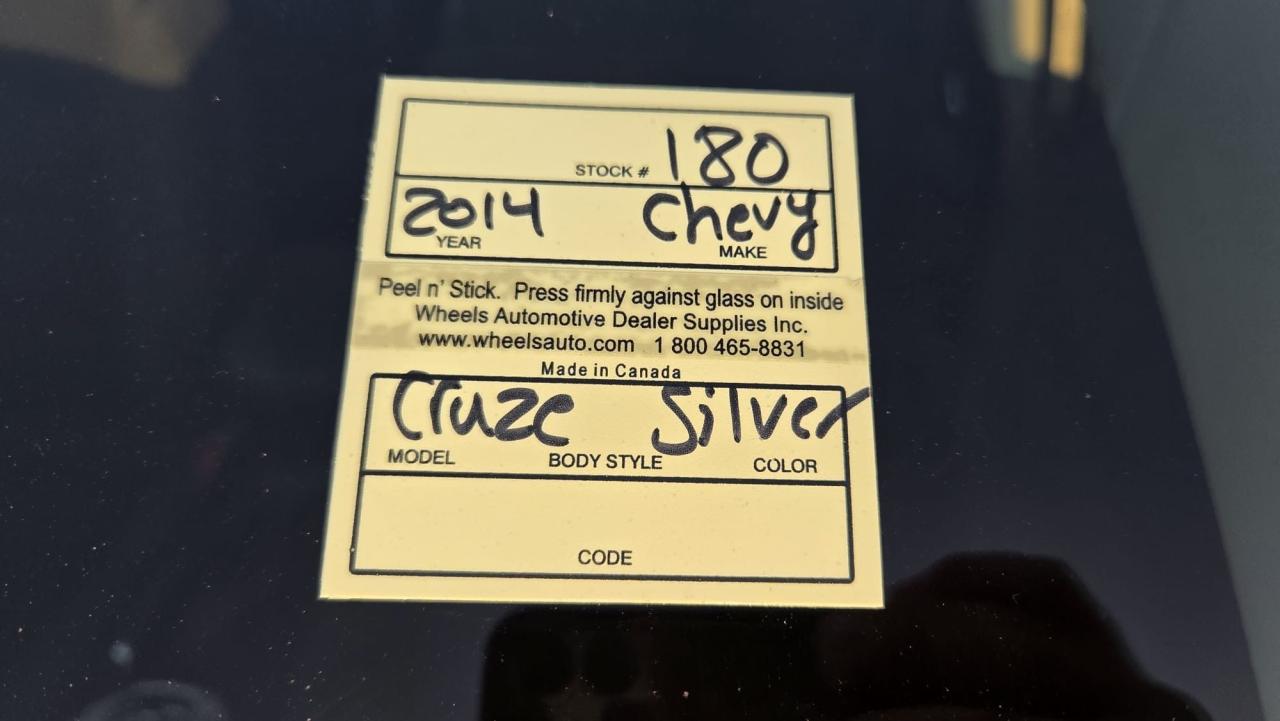 STOCK # 180
2014 Chevy
YEAR MAKE
Peel n' Stick. Press firmly against glass on inside
Wheels Automotive Dealer Supplies Inc.
www.wheelsauto.com 1 800 465-8831
Made in Canada
Cruze Silver
MODEL BODY STYLE COLOR
CODE